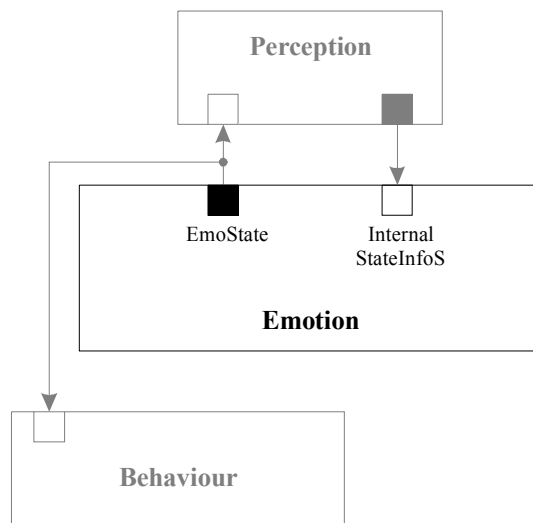 Perception
EmoState
Internal
StateInfoS
Emotion
Behaviour